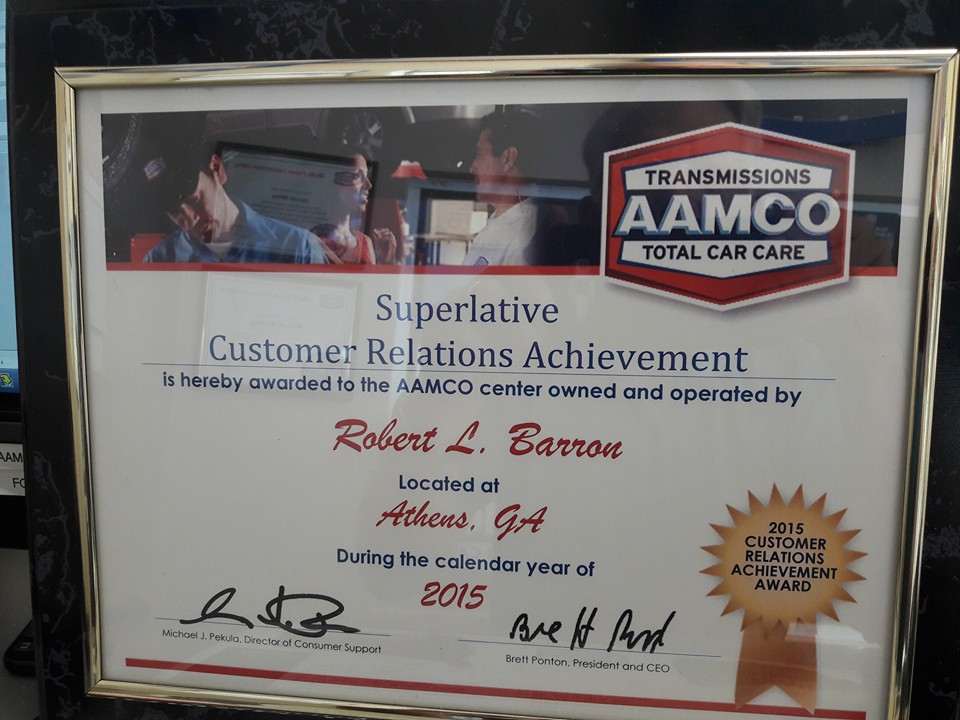 TRANSMISSIONS
AAMCO
TOTAL CAR CARE
Superlative
Customer Relations Achievement
is hereby awarded to the AAMCO center owned and operated by
Robert L. Barron
Located at
Athens, GA
During the calendar year of
2015
2015
CUSTOMER
RELATIONS
ACHIEVEMENT
AWARD
Michael J. Pekula, Director of Consumer Support
Brett Ponton, President and CEO